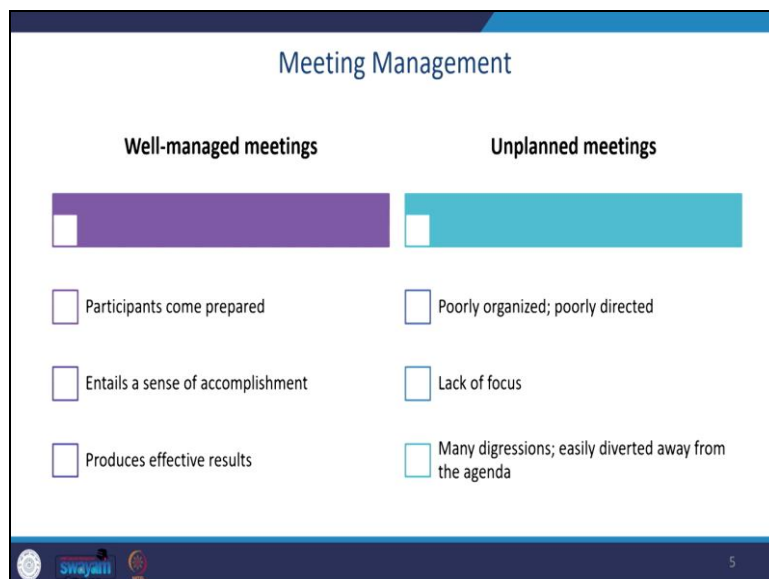 Meeting Management
Well-managed meetings
Unplanned meetings
Participants come prepared
Entails a sense of accomplishment
Produces effective results
Poorly organized; poorly directed
Lack of focus
Many digressions; easily diverted away from
the agenda
swayam
5